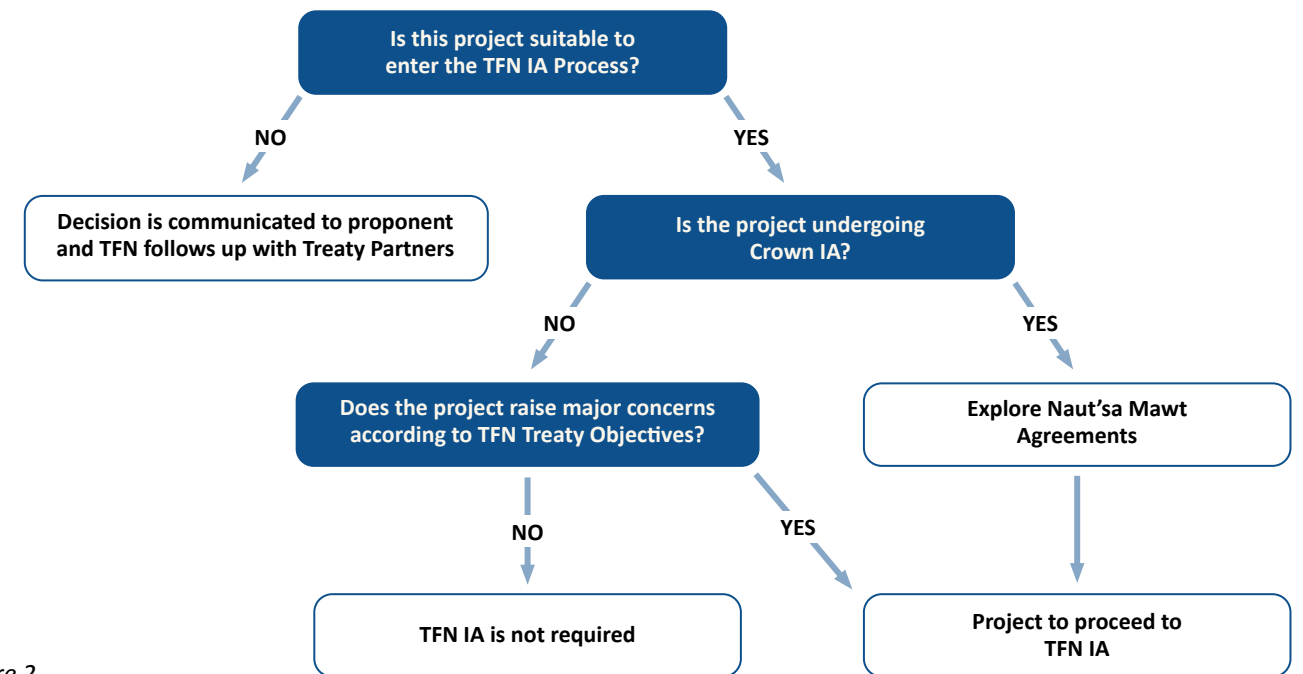 Is this project suitable to
enter the TFN IA Process?
NO
YES
Decision is communicated to proponent
and TFN follows up with Treaty Partners
Is the project undergoing
Crown IA?
NO
YES
Does the project raise major concerns
according to TFN Treaty Objectives?
Explore Naut’sa Mawt
Agreements
NO
YES
TFN IA is not required
Project to proceed to
TFN IA